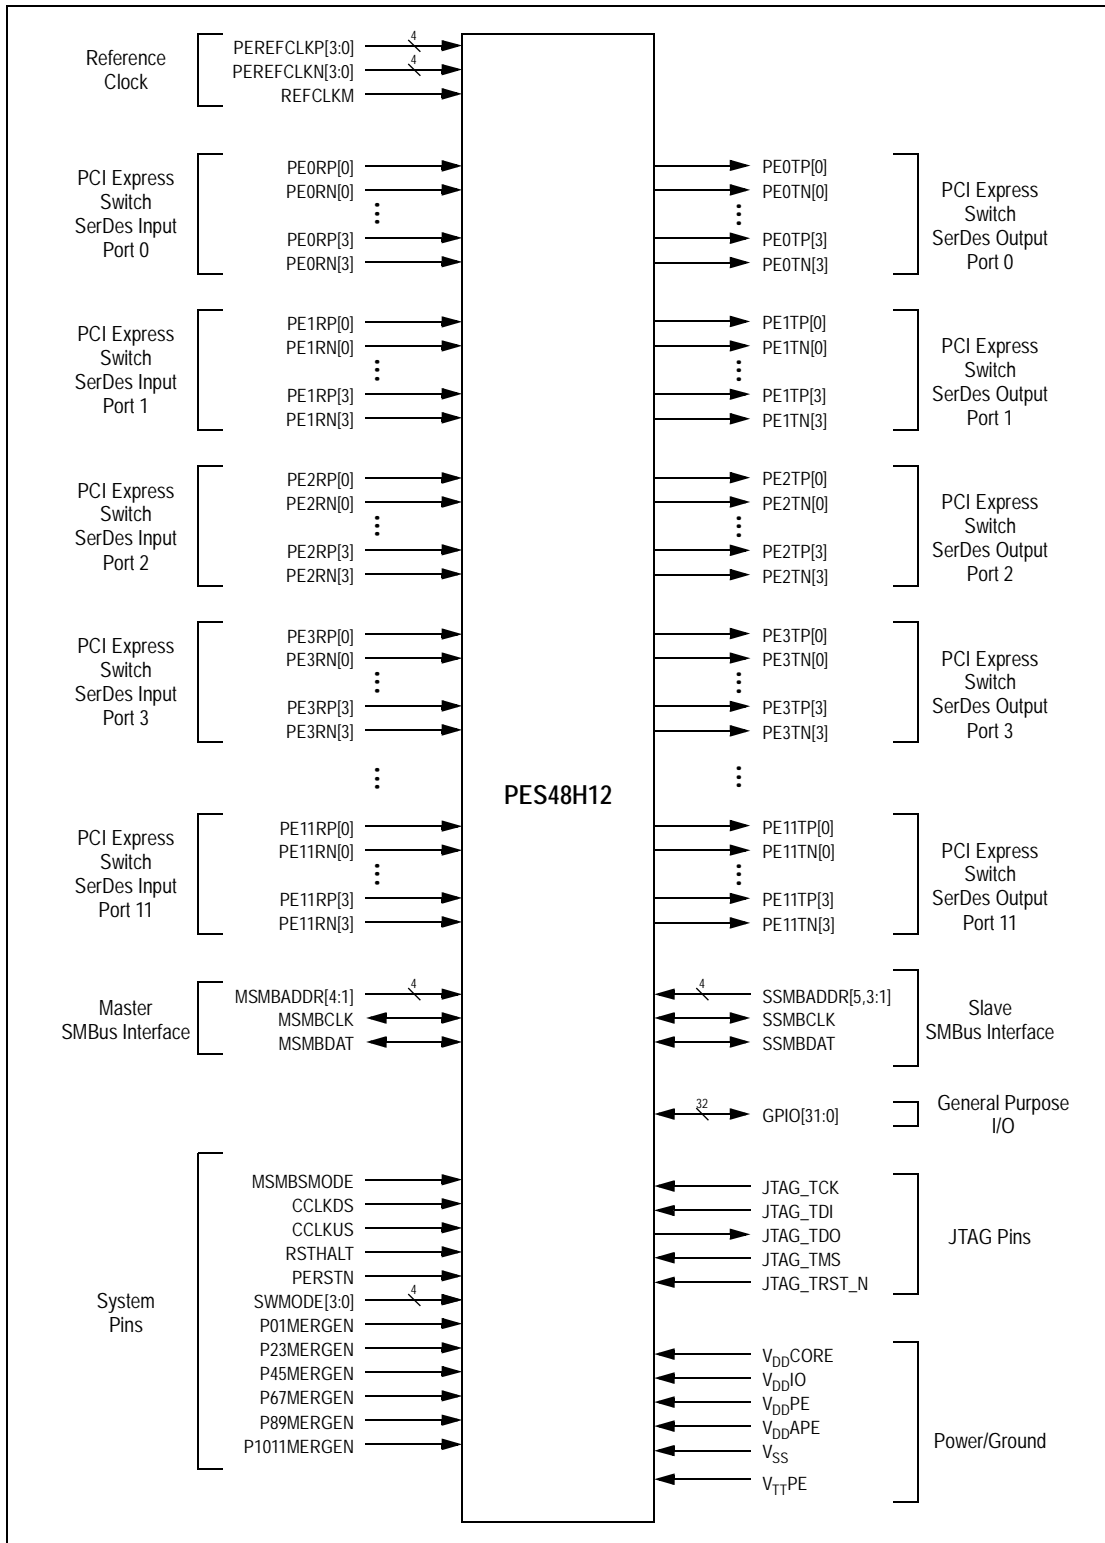 Reference
Clock
PEREFCLKP[3:0]
4
PEREFCLKN[3:0]
4
REFCLKM
PCI Express
Switch
SerDes Input
Port 0
PE0RP[0]
PE0RN[0]
PE0RP[3]
PE0RN[3]
PE0TP[0]
PE0TN[0]
PE0TP[3]
PE0TN[3]
PCI Express
Switch
SerDes Output
Port 0
PCI Express
Switch
SerDes Input
Port 1
PE1RP[0]
PE1RN[0]
PE1RP[3]
PE1RN[3]
PE1TP[0]
PE1TN[0]
PE1TP[3]
PE1TN[3]
PCI Express
Switch
SerDes Output
Port 1
PCI Express
Switch
SerDes Input
Port 2
PE2RP[0]
PE2RN[0]
PE2RP[3]
PE2RN[3]
PE2TP[0]
PE2TN[0]
PE2TP[3]
PE2TN[3]
PCI Express
Switch
SerDes Output
Port 2
PCI Express
Switch
SerDes Input
Port 3
PE3RP[0]
PE3RN[0]
PE3RP[3]
PE3RN[3]
PE3TP[0]
PE3TN[0]
PE3TP[3]
PE3TN[3]
PCI Express
Switch
SerDes Output
Port 3
PES48H12
PCI Express
Switch
SerDes Input
Port 11
PE11RP[0]
PE11RN[0]
PE11RP[3]
PE11RN[3]
PE11TP[0]
PE11TN[0]
PE11TP[3]
PE11TN[3]
PCI Express
Switch
SerDes Output
Port 11
Master
SMBus Interface
MSMBADDR[4:1]
4
MSMBCLK
MSMBDAT
4
SSMBADDR[5,3:1]
SSMBCLK
SSMBDAT
Slave
SMBus Interface
32
GPIO[31:0]
General Purpose
I/O
System
Pins
MSMBSMODE
CCLKDS
CCLKUS
RSTHALT
PERSTN
SWMODE[3:0]
4
P01MERGEN
P23MERGEN
P45MERGEN
P67MERGEN
P89MERGEN
P1011MERGEN
JTAG_TCK
JTAG_TDI
JTAG_TDO
JTAG_TMS
JTAG_TRST_N
JTAG Pins
VDDCORE
VDDIO
VDDPE
VDDAPE
VSS
VTTPE
Power/Ground